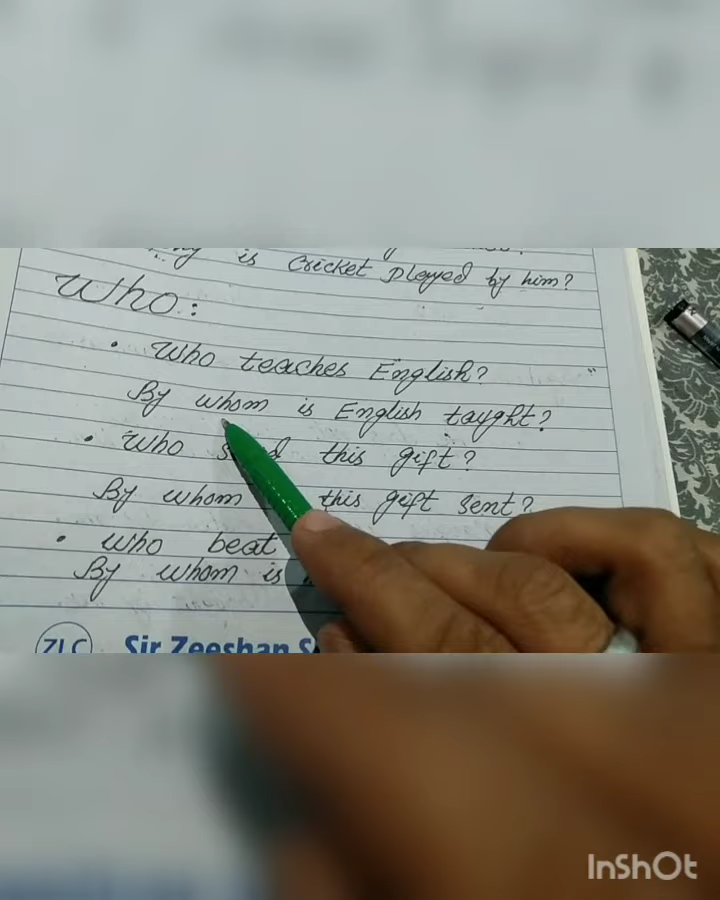 is Cricket played by him?
Who:
• Who teaches English?
By whom is English taught?
• Who this gift?
By whom this gift sent?
• Who beat
By whom is
ZLC Sir Zeeshan S
InShOt